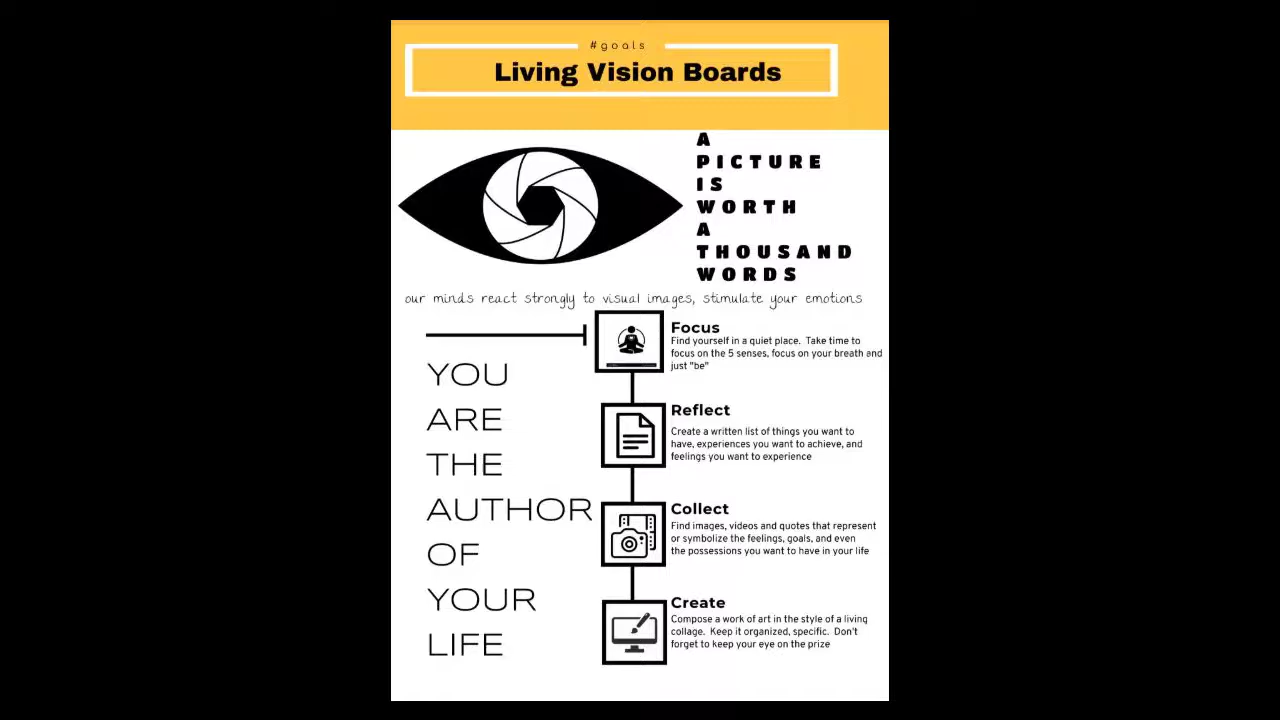 #goals
Living Vision Boards
A
PICTURE
IS
WORTH
A
THOUSAND
WORDS
our minds react strongly to visual images, stimulate your emotions
YOU
ARE
THE
AUTHOR
OF
YOUR
LIFE
Focus
Find yourself in a quiet place. Take time to
focus on the 5 senses, focus on your breath and
just "be"
Reflect
Create a written list of things you want to
have, experiences you want to achieve, and
feelings you want to experience
Collect
Find images, videos and quotes that represent
or symbolize the feelings, goals, and even
the possessions you want to have in your life
Create
Compose a work of art in the style of a living
collage. Keep it organized, specific. Don't
forget to keep your eye on the prize